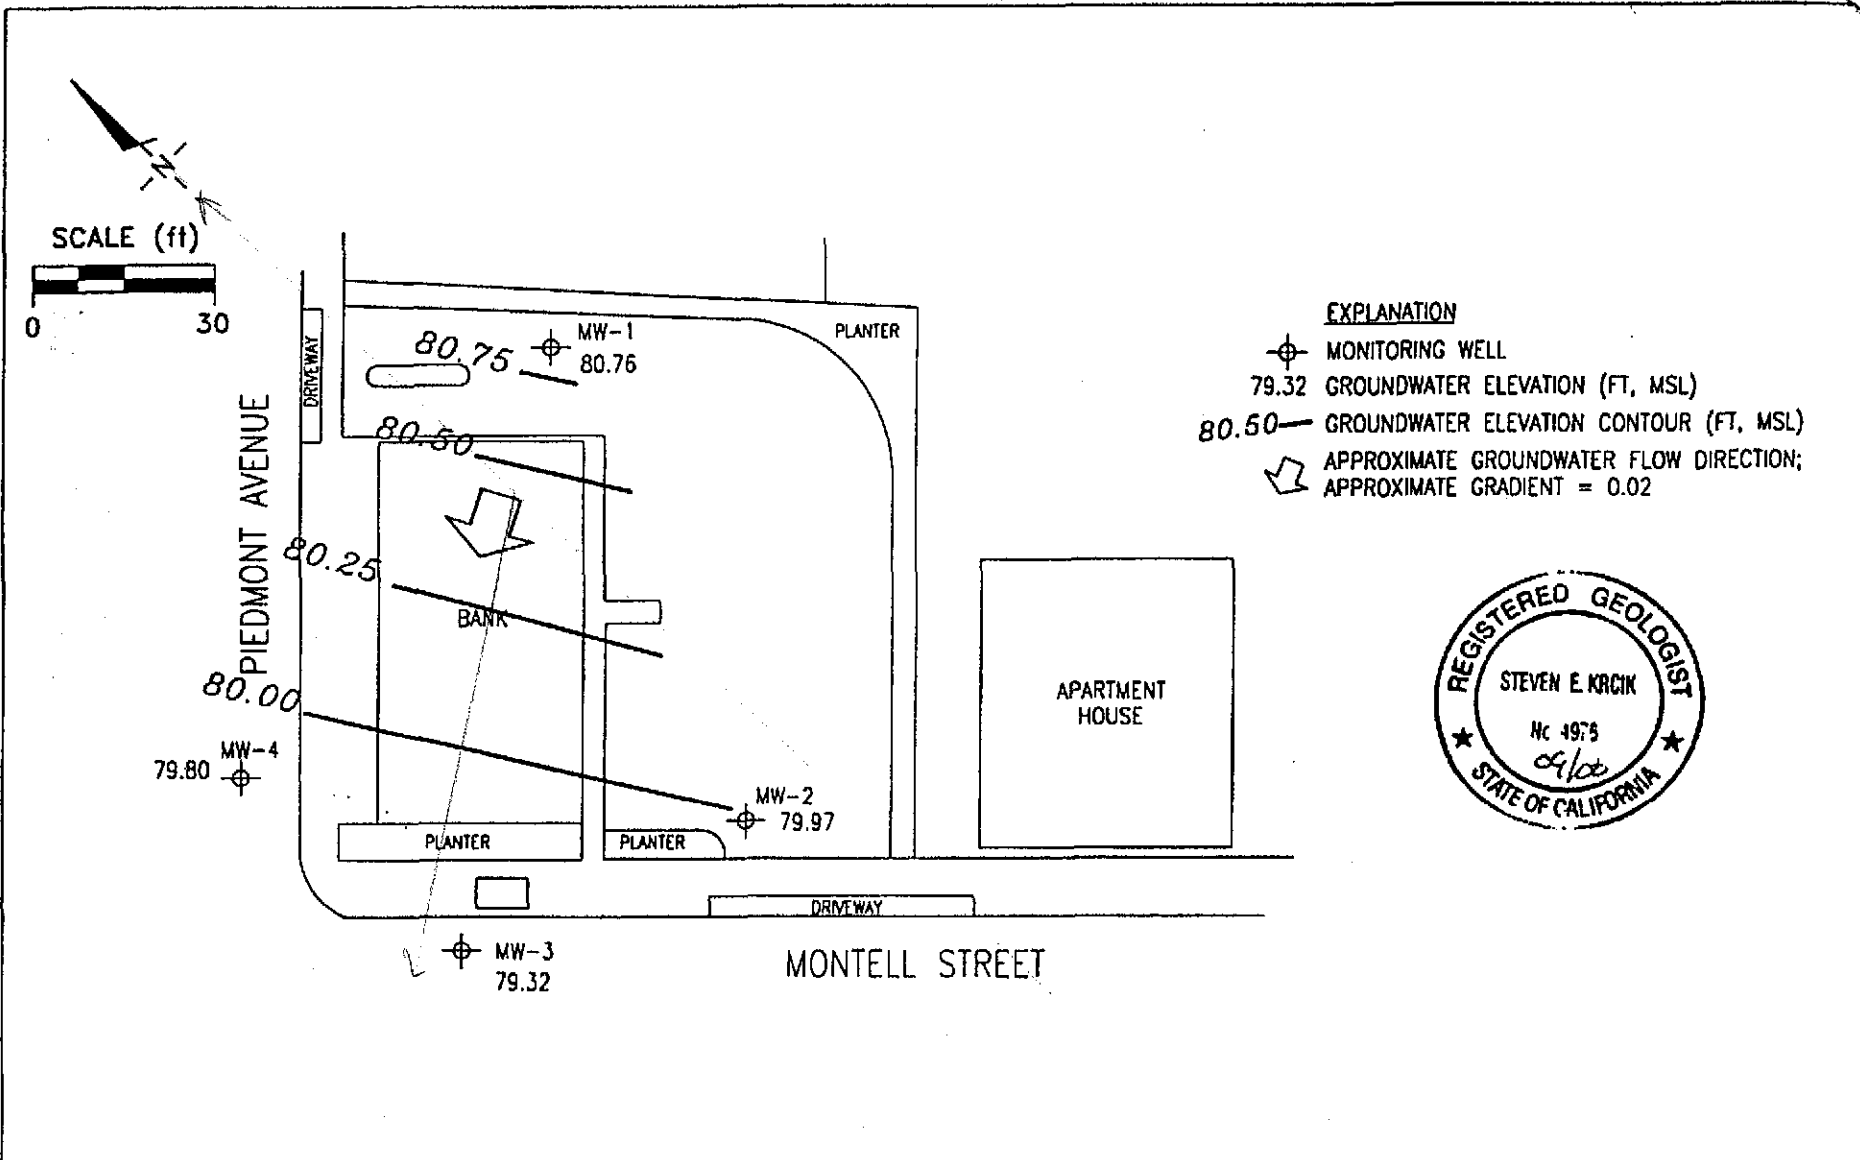 N
SCALE (ft)
0 30
DRIVEWAY
PIEDMONT AVENUE
MW-1
80.76
80.75
80.50
80.25
80.00
BANK
PLANTER
MW-4
79.80
MW-2
79.97
PLANTER
PLANTER
DRIVEWAY
MW-3
79.32
MONTELL STREET
APARTMENT
HOUSE
EXPLANATION
MONITORING WELL
79.32 GROUNDWATER ELEVATION (FT, MSL)
80.50 GROUNDWATER ELEVATION CONTOUR (FT, MSL)
APPROXIMATE GROUNDWATER FLOW DIRECTION;
APPROXIMATE GRADIENT = 0.02
REGISTERED GEOLOGIST
STEVEN E. KRCIK
STATE OF CALIFORNIA